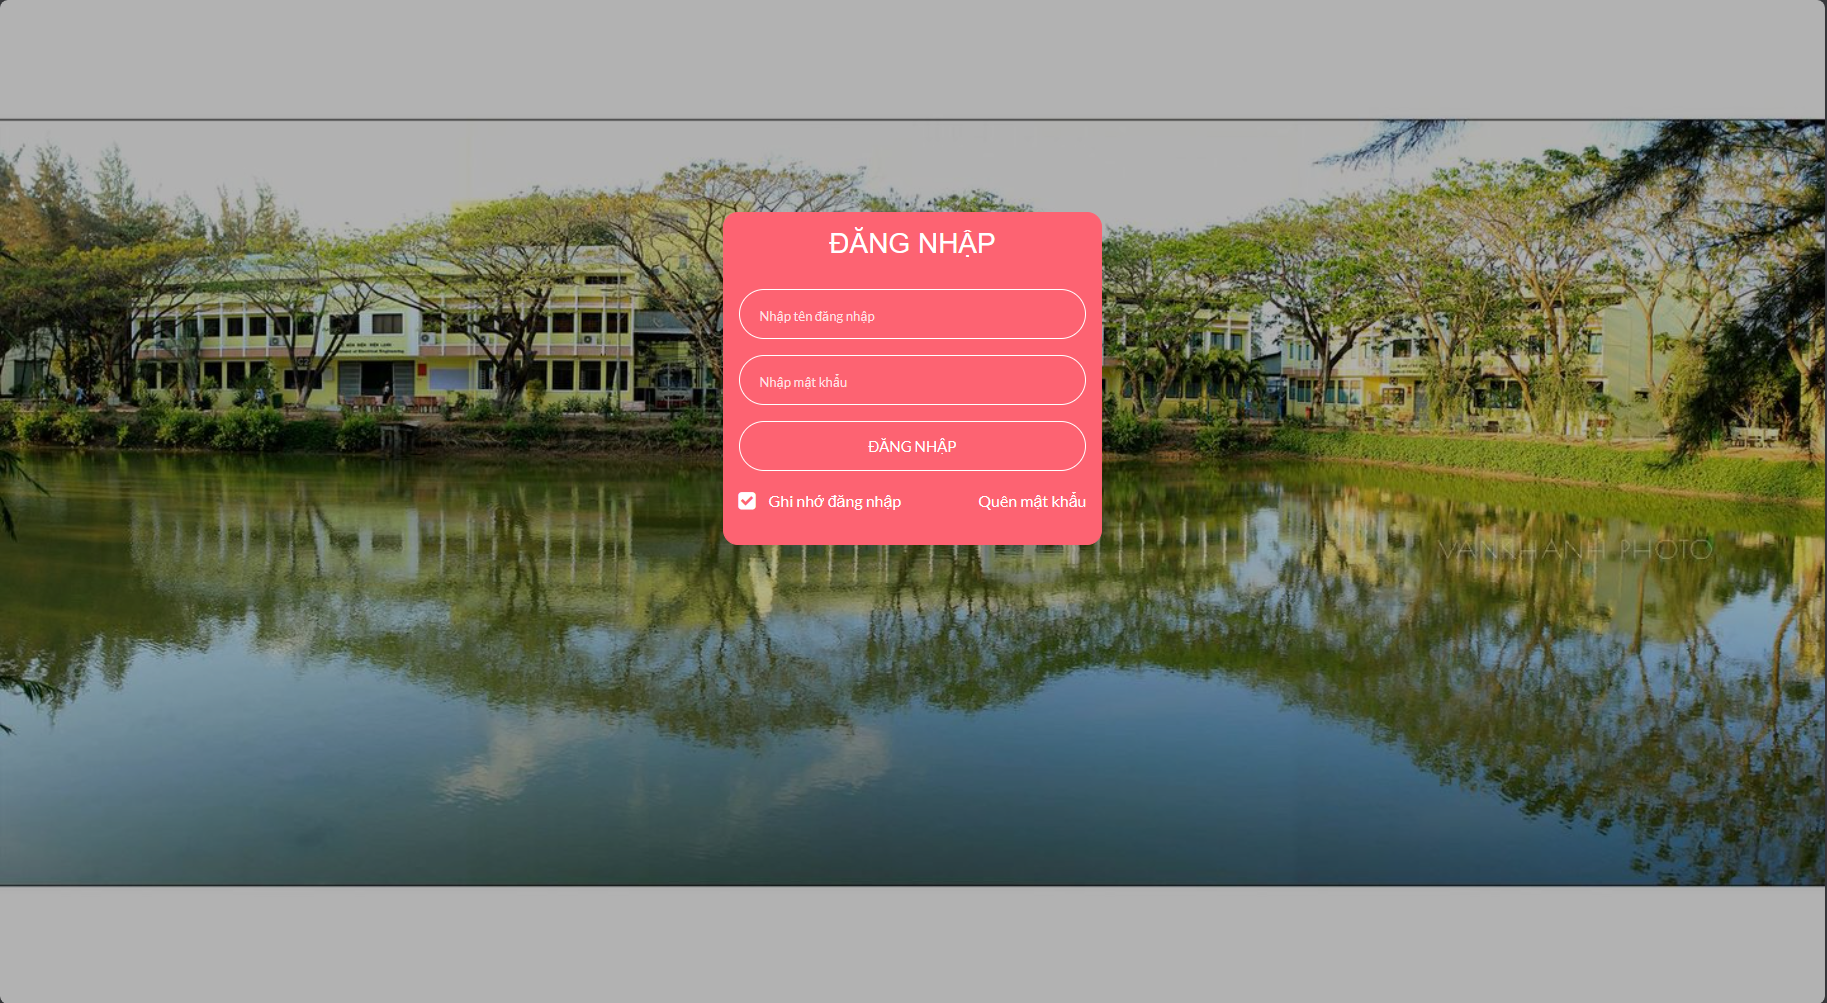 ĐĂNG NHẬP
Nhập tên đăng nhập
Nhập mật khẩu
ĐĂNG NHẬP
Ghi nhớ đăng nhập
Quên mật khẩu
VANKHANH PHOTO